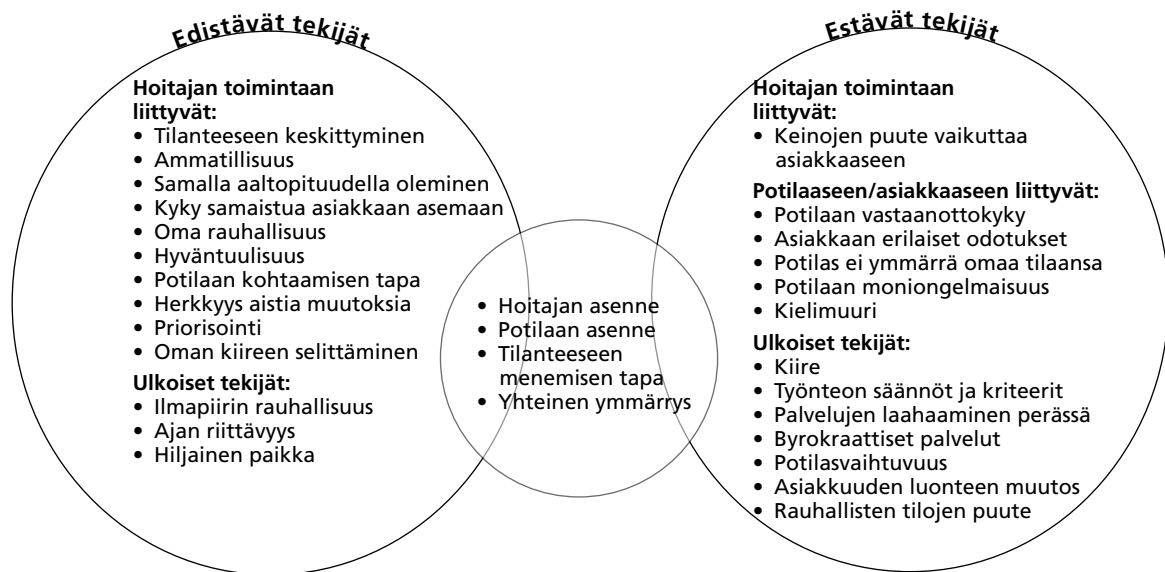 Edistävät tekijät
Hoitajan toimintaan
liittyvät:
• Tilanteeseen keskittyminen
• Ammatillisuus
• Samalla aaltopituudella oleminen
• Kyky samaistua asiakkaan asemaan
• Oma rauhallisuus
• Hyväntuulisuus
• Potilaan kohtaamisen tapa
• Herkkyys aistia muutoksia
• Priorisointi
• Oman kiireen selittäminen
Ulkoiset tekijät:
• Ilmapiirin rauhallisuus
• Ajan riittävyys
• Hiljainen paikka
• Hoitajan asenne
• Potilaan asenne
• Tilanteeseen
menemisen tapa
• Yhteinen ymmärrys
Estävät tekijät
Hoitajan toimintaan
liittyvät:
• Keinojen puute vaikuttaa
asiakkaaseen
Potilaaseen/asiakkaaseen liittyvät:
• Potilaan vastaanottokyky
• Asiakkaan erilaiset odotukset
• Potilas ei ymmärrä omaa tilaansa
• Potilaan moniongelmaisuus
• Kielimuuri
Ulkoiset tekijät:
• Kiire
• Työnteon säännöt ja kriteerit
• Palvelujen laahaaminen perässä
• Byrokraattiset palvelut
• Potilasvaihtuvuus
• Asiakkuuden luonteen muutos
• Rauhallisten tilojen puute